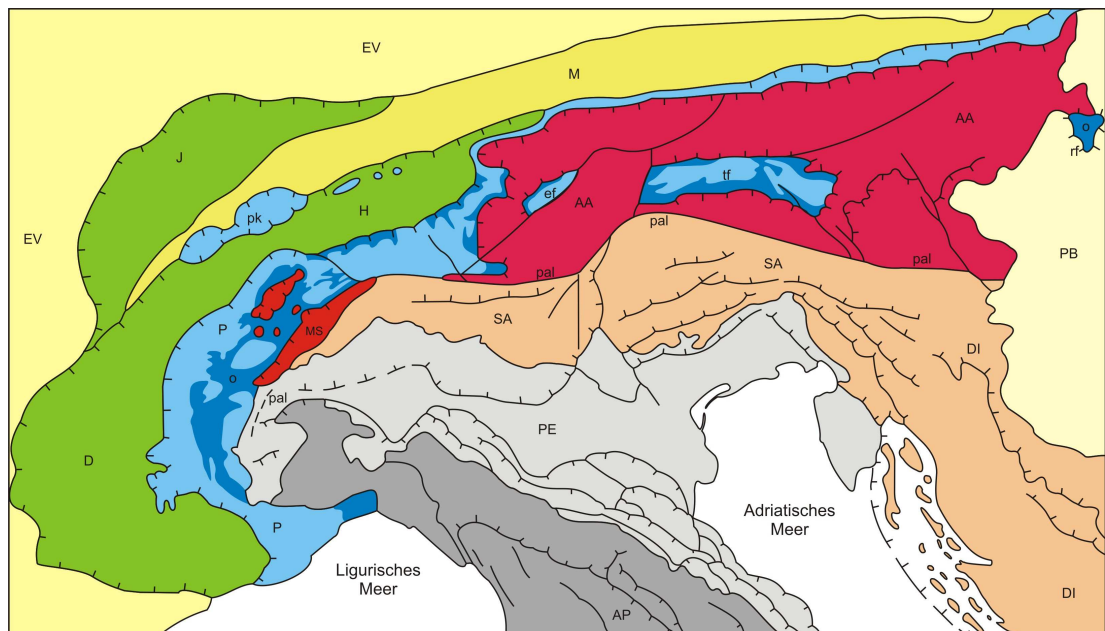 EV
M
AA
AA
o
rf
J
pk
H
ef
tf
AA
EV
pal
pal
pal
PB
SA
P
SA
MS
DI
o
pal
PE
D
P
Adriatisches
Meer
Ligurisches
Meer
DI
AP